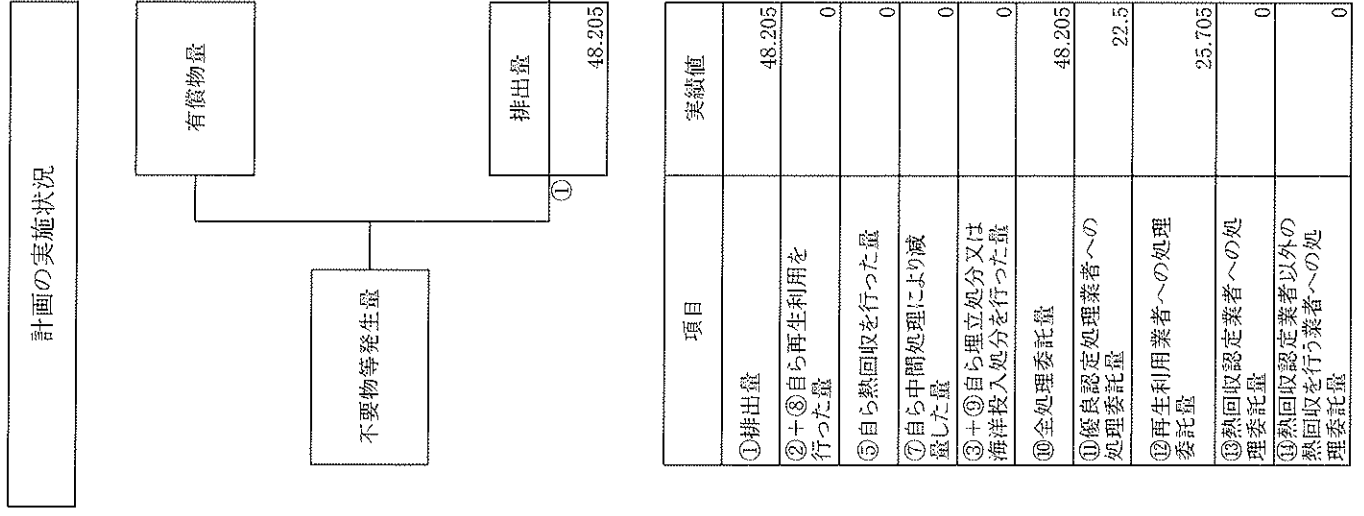 計画の実施状況
有償物量
不要物等発生量
排出量
①
48.205
項目
実績値
①排出量
48.205
②+⑧自ら再生利用を
行った量
0
⑤自ら熱回収を行った量
0
⑦自ら中間処理により減
量した量
0
③+⑨自ら埋立処分又は
海洋投入処分を行った量
0
⑩全処理委託量
48.205
⑪優良認定処理業者への
処理委託量
22.5
⑫再生利用業者への処理
委託量
25.705
⑬熱回収認定業者への処
理委託量
0
⑭熱回収認定業者以外の
熱回収を行う業者への処
理委託量
0